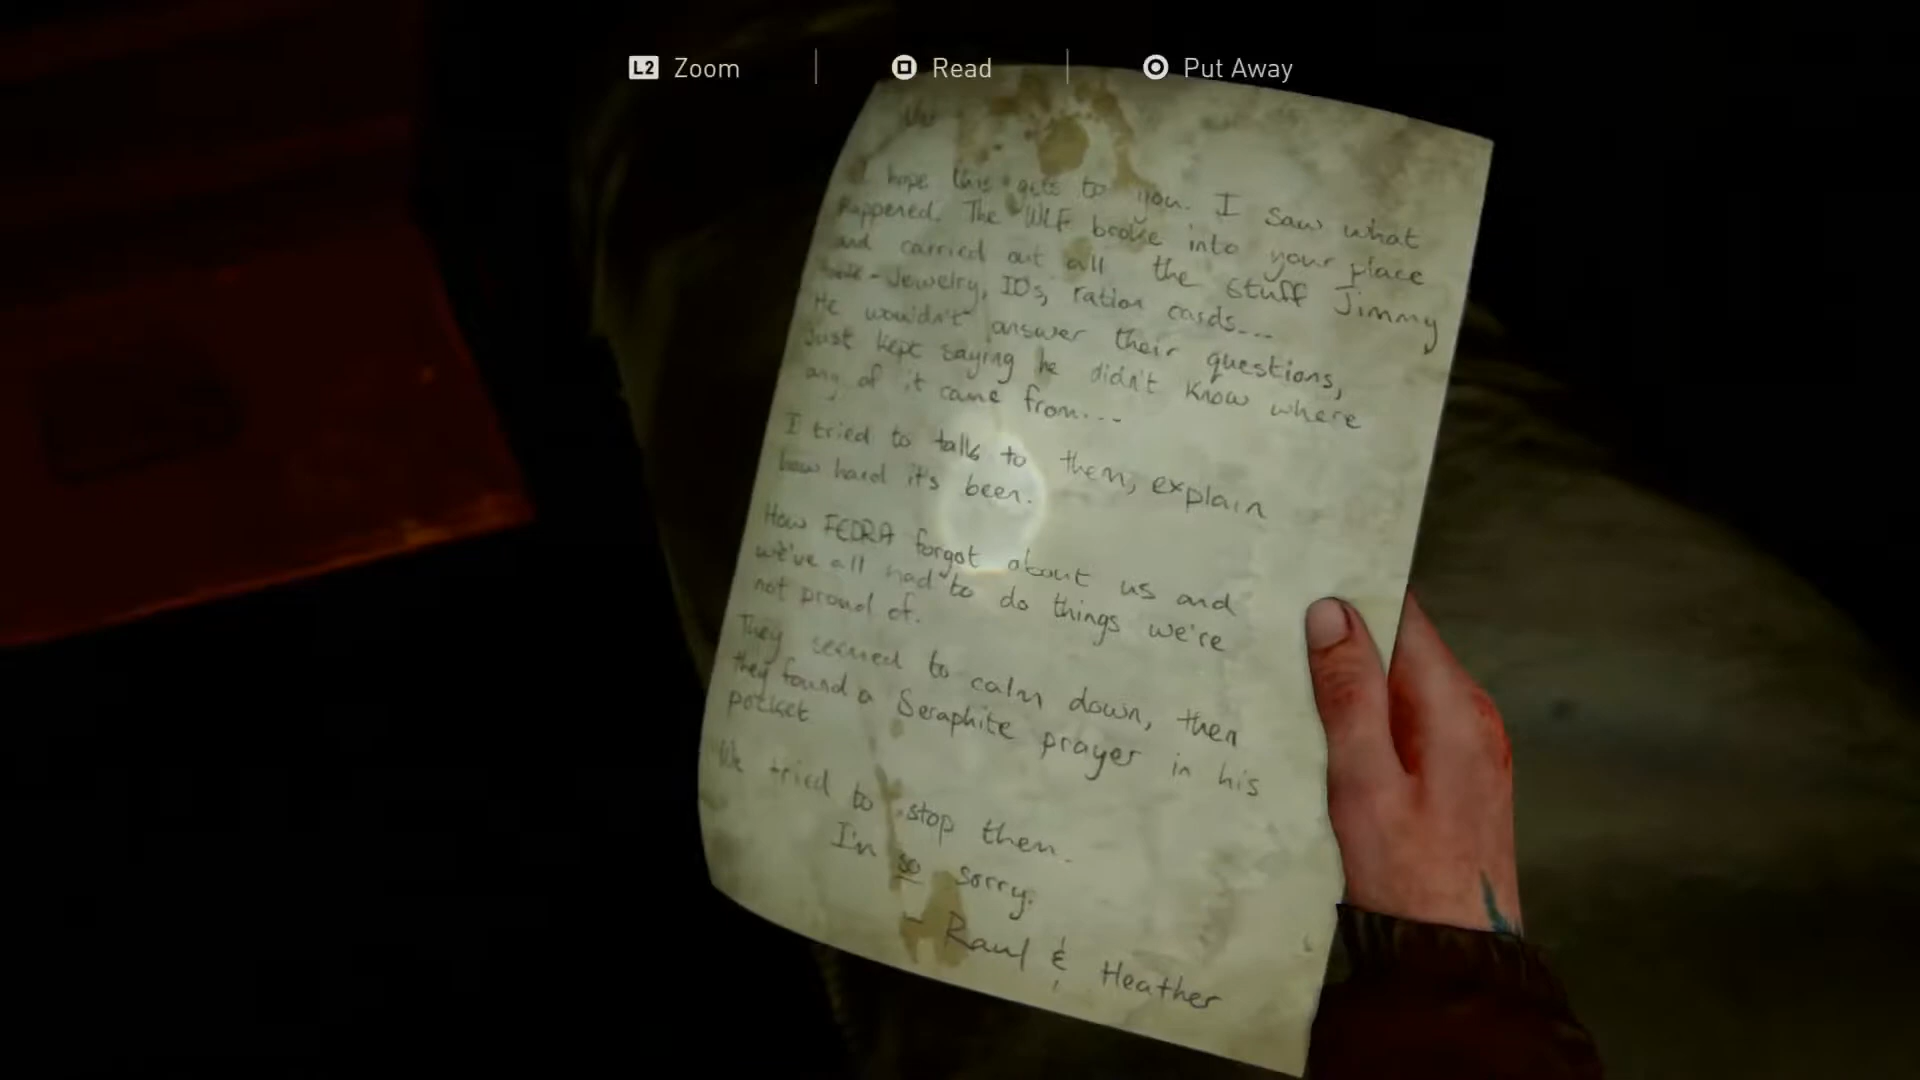 Zoom
Read
Put Away
I hope this gets to you. I saw what
happened. The WLF broke into your place
and carried out all the stuff Jimmy
- Jewelry, IDs, ration cards...
He wouldn't answer their questions,
Just kept saying he didn't know where
any of it came from...
I tried to talk to them, explain
how hard it's been.
How FEDRA forgot about us and
we've all had to do things we're
not proud of.
They seemed to calm down, then
they found a Seraphite prayer in his
pocket
We tried to stop them.
I'm so sorry.
- Raul & Heather